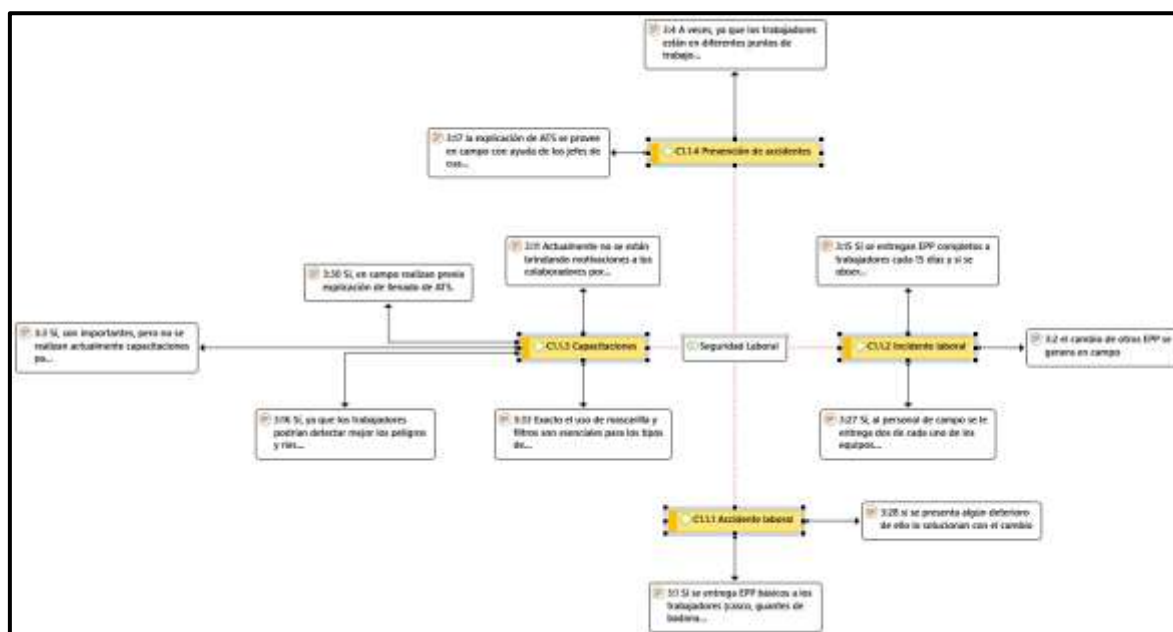 3:4 A veces, ya que los trabajadores
están en diferentes puntos de
trabajo...
3:17 la explicación de ATS se provee
en campo con ayuda de los jefes de
C1.1.4 Prevención de accidentes
3:11 Actualmente no se están
brindando motivaciones a los
colaboradores por...
3:15 SI se entregan EPP completos a
trabajadores cada 15 días y si se
obser...
3:30 Si, en campo realizan previa
explicación de llenado de ATS.
3:3 Si, son importantes, pero no se
realizan actualmente capacitaciones
pa...
C1.1.3 Capacitaciones
Seguridad Laboral
C1.1.2 Incidente laboral
3:2 el cambio de otros EPP se
genera en campo
3:16 Si, ya que los trabajadores
podrían detectar mejor los peligros
y ries...
3:33 Exacto el uso de mascarilla y
filtros son esenciales para los tipos
de...
3:27 Si, al personal de campo se le
entrega dos de cada uno de los
equipos...
C1.1.1 Accidente laboral
3:28 si se presenta algún deterioro
de ello lo solucionan con el cambio
3:1 SI se entrega EPP básicos a los
trabajadores (casco, guantes de
badana...